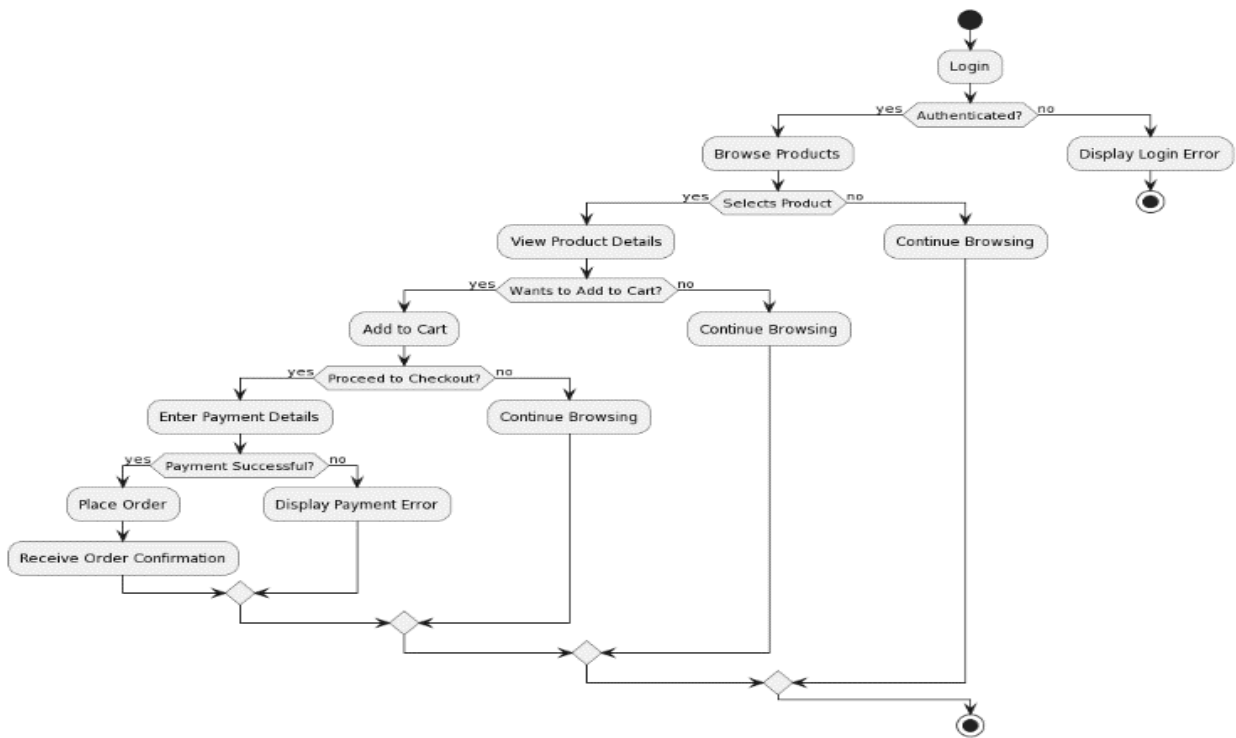 Login
yes
Authenticated?
no
Browse Products
Display Login Error
yes
Selects Product
no
View Product Details
Continue Browsing
yes
Wants to Add to Cart?
no
Add to Cart
Continue Browsing
yes
Proceed to Checkout?
no
Enter Payment Details
Continue Browsing
yes
Payment Successful?
no
Place Order
Display Payment Error
Receive Order Confirmation